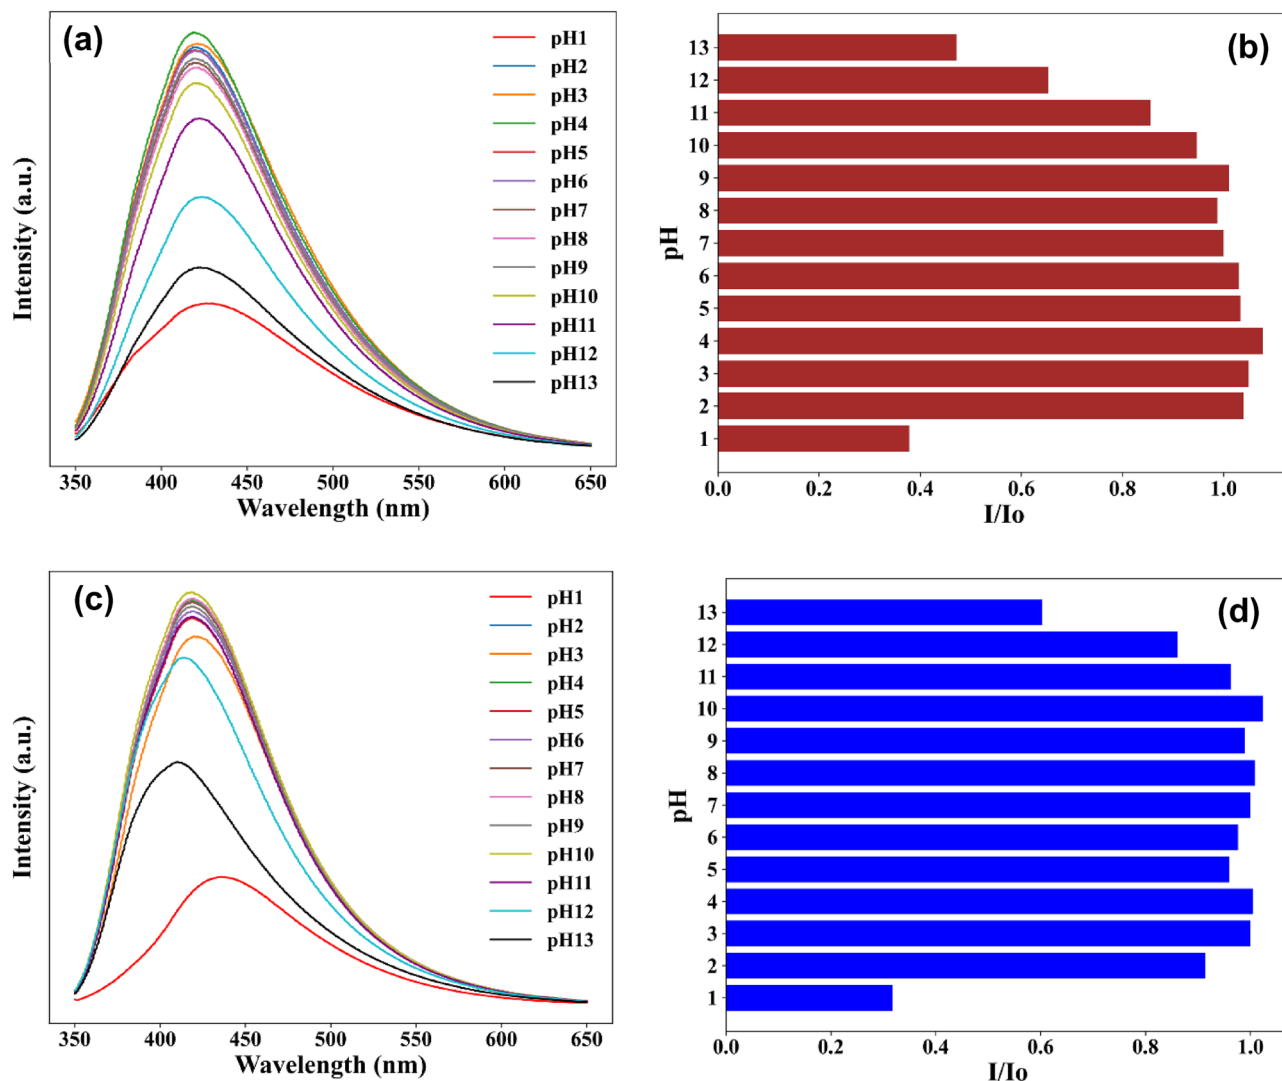 (a)
pH1
pH2
pH3
pH4
pH5
pH6
pH7
pH8
pH9
pH10
pH11
pH12
pH13
Intensity (a.u.)
350 400 450 500 550 600 650
Wavelength (nm)
(b)
13
12
11
10
9
8
7
6
5
4
3
2
1
pH
0.0 0.2 0.4 0.6 0.8 1.0
I/Io
(c)
pH1
pH2
pH3
pH4
pH5
pH6
pH7
pH8
pH9
pH10
pH11
pH12
pH13
Intensity (a.u.)
350 400 450 500 550 600 650
Wavelength (nm)
(d)
13
12
11
10
9
8
7
6
5
4
3
2
1
pH
0.0 0.2 0.4 0.6 0.8 1.0
I/Io